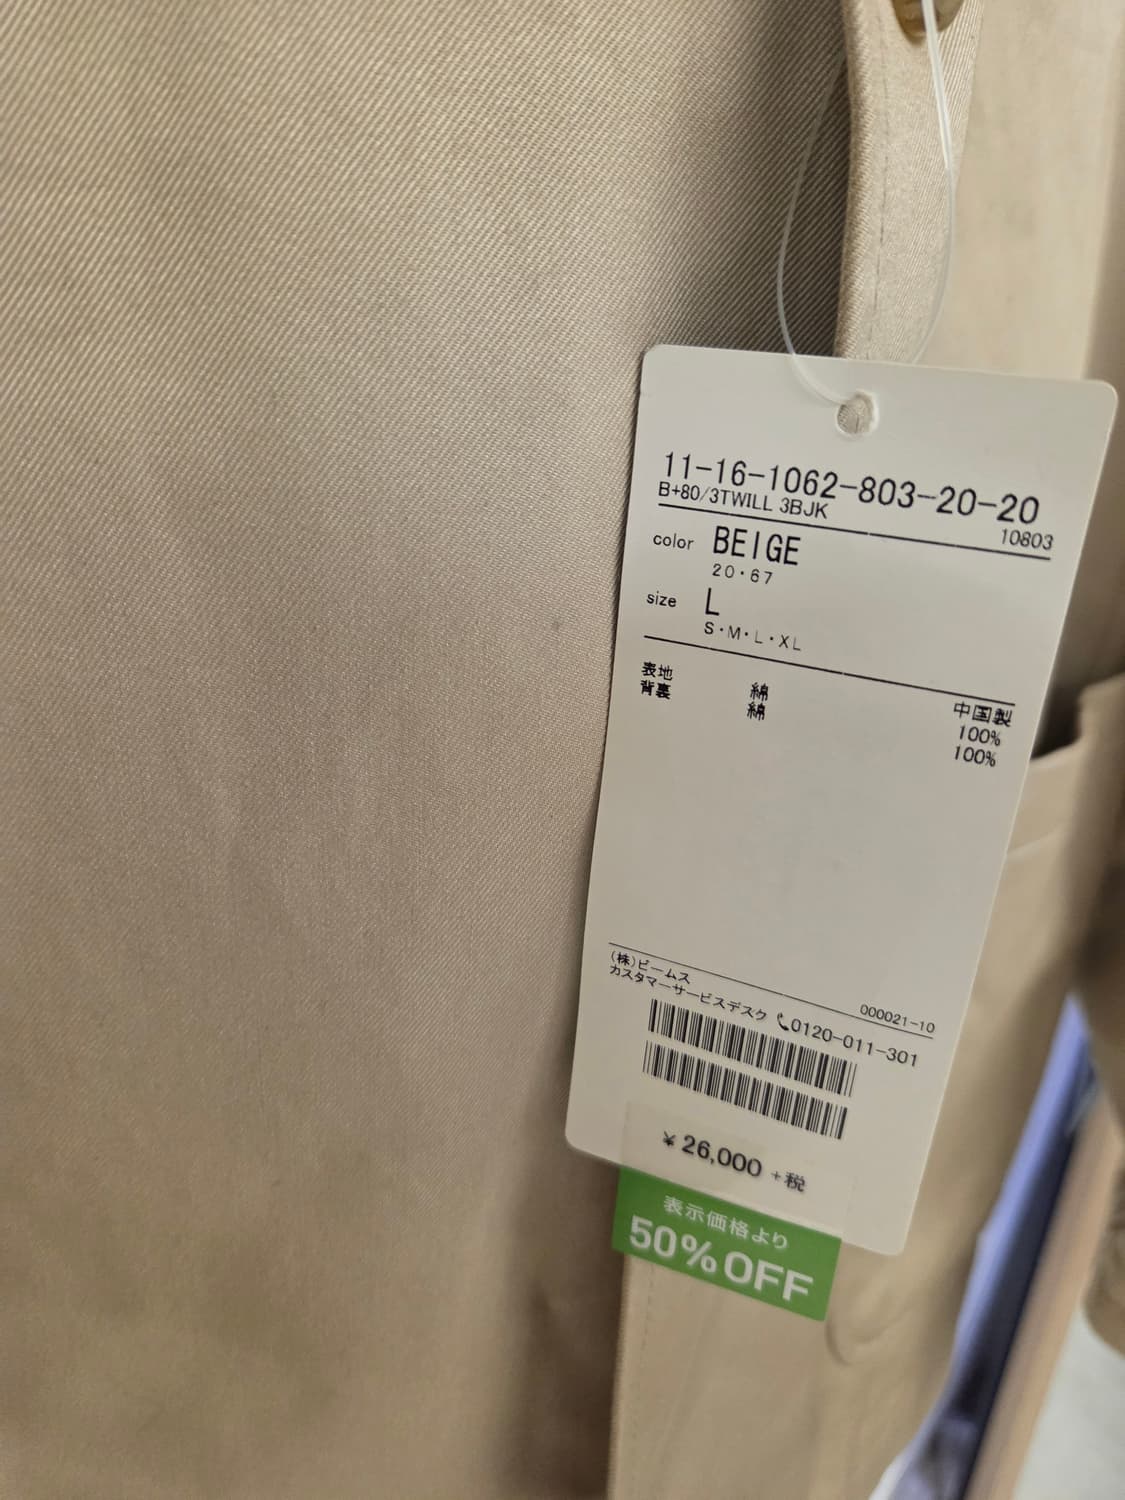 11-16-1062-803-20-20
B+80/3TWILL 3BJK
10803
color BEIGE
20・67
size L
S・M・L・XL
中国製
表地 綿 100%
背裏 綿 100%
(株)ビームス
000021-10
カスタマーサービスデスク 0120-011-301
¥26,000 +税
表示価格より
50%OFF